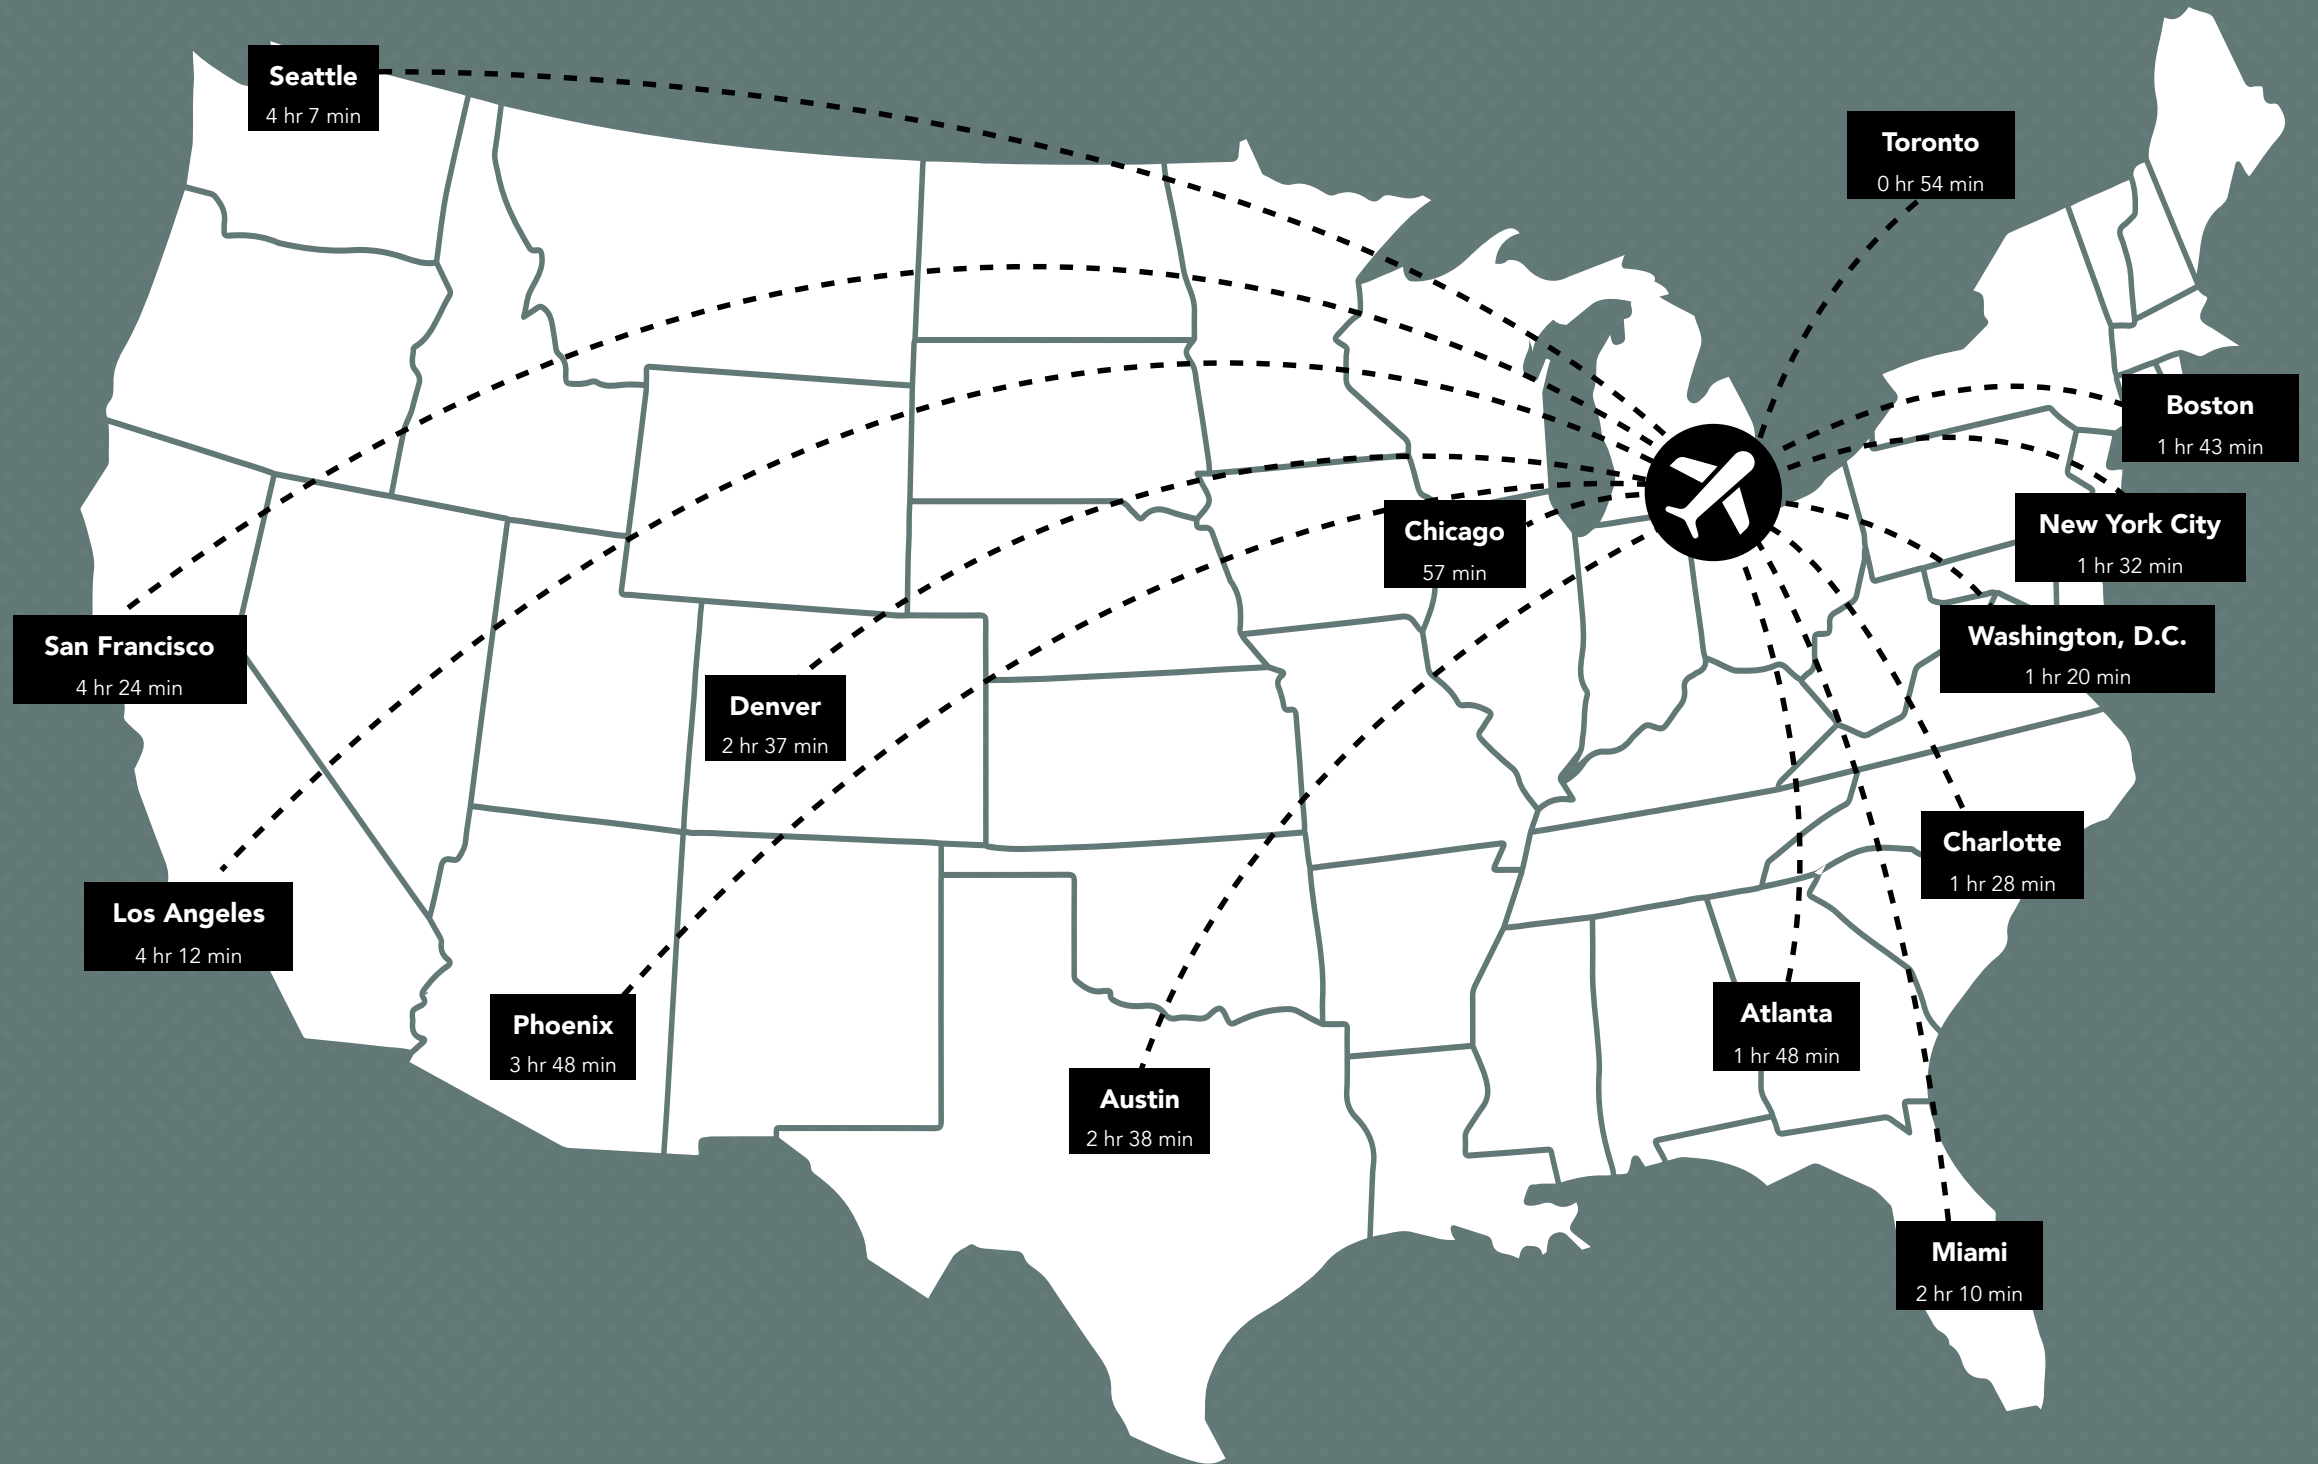 Seattle
4 hr 7 min
Toronto
0 hr 54 min
Boston
1 hr 43 min
New York City
1 hr 32 min
Chicago
57 min
Washington, D.C.
1 hr 20 min
San Francisco
4 hr 24 min
Denver
2 hr 37 min
Charlotte
1 hr 28 min
Los Angeles
4 hr 12 min
Phoenix
3 hr 48 min
Atlanta
1 hr 48 min
Austin
2 hr 38 min
Miami
2 hr 10 min